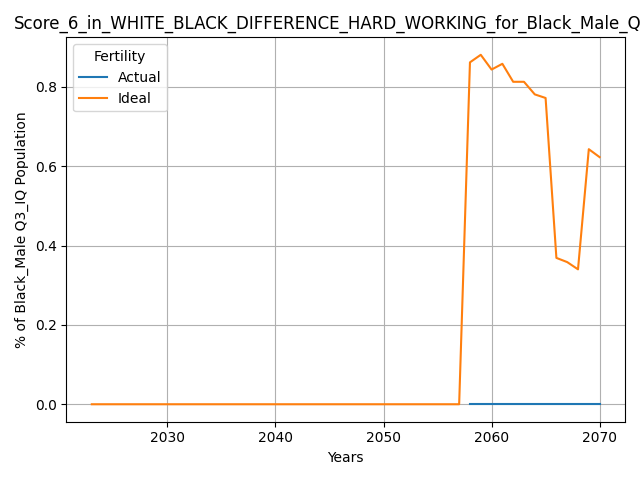 Score_6_in_WHITE_BLACK_DIFFERENCE_HARD_WORKING_for_Black_Male_Q
Fertility
Actual
Ideal
% of Black_Male Q3_IQ Population
0.8
0.6
0.4
0.2
0.0
2030 2040 2050 2060 2070
Years